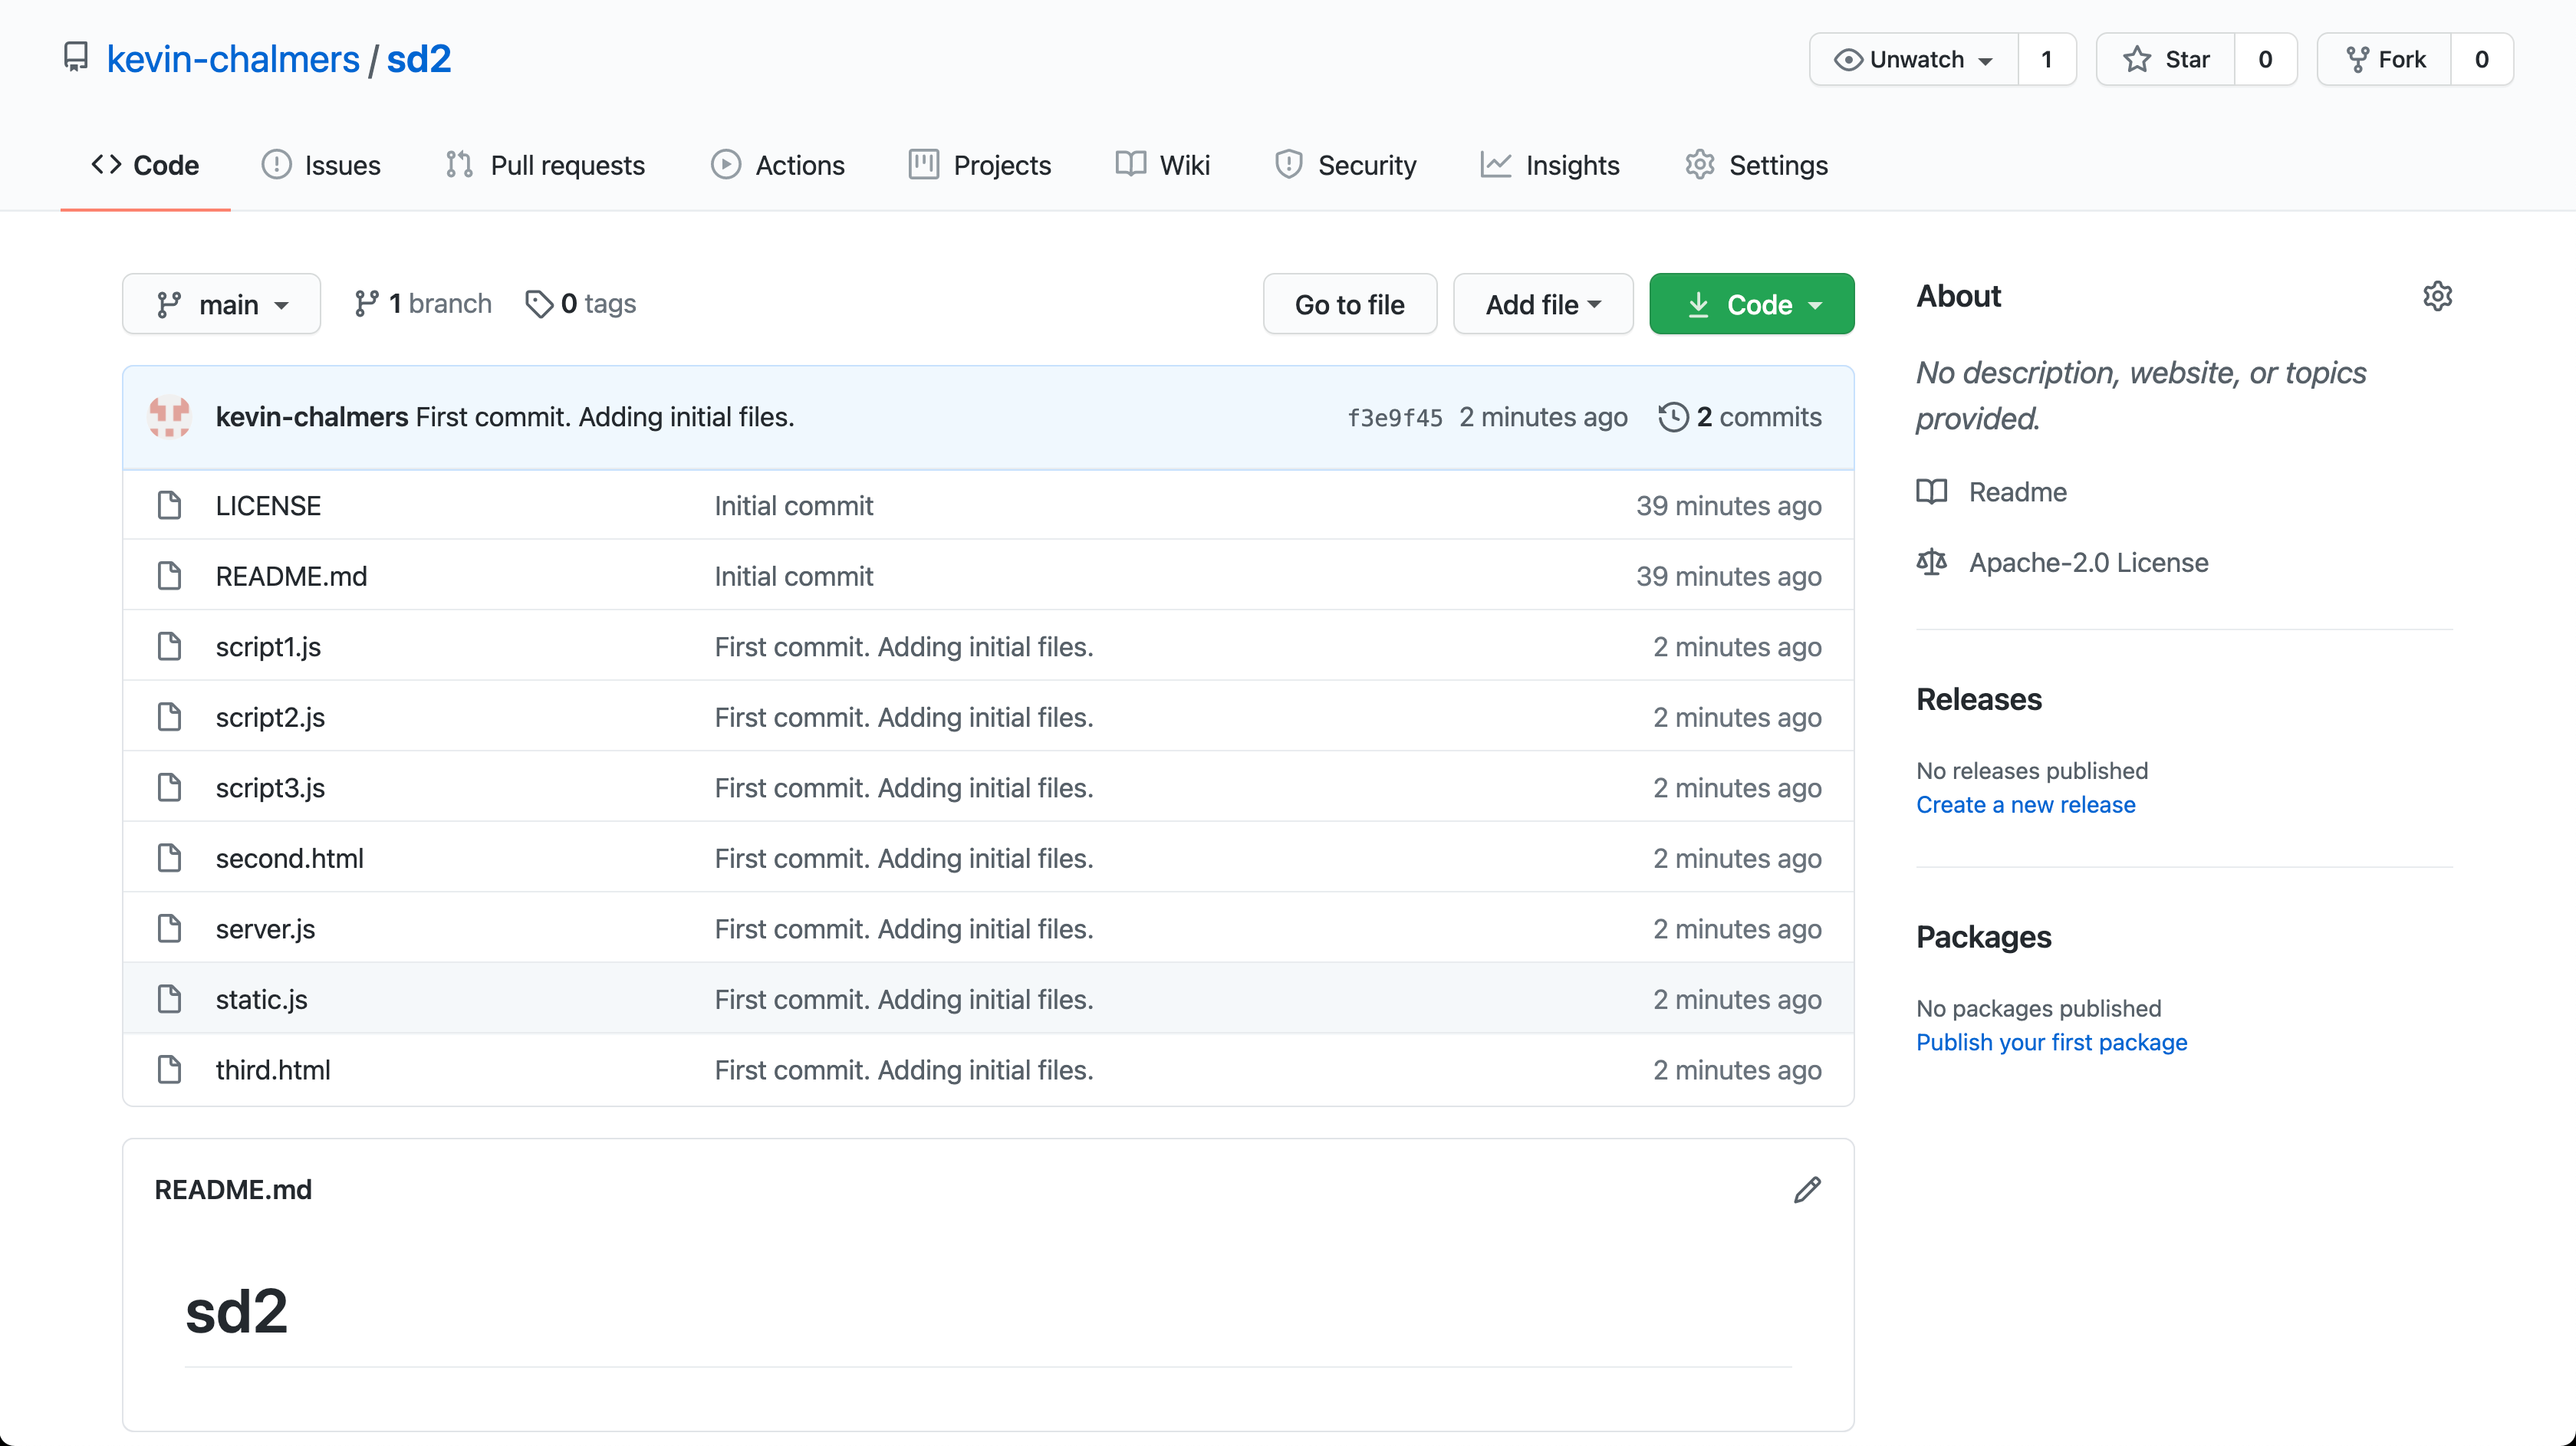 kevin-chalmers / sd2
Unwatch 1 Star 0 Fork 0
Code Issues Pull requests Actions Projects Wiki Security Insights Settings
main 1 branch 0 tags Go to file Add file Code
kevin-chalmers First commit. Adding initial files. f3e9f45 2 minutes ago 2 commits
LICENSE Initial commit 39 minutes ago
README.md Initial commit 39 minutes ago
script1.js First commit. Adding initial files. 2 minutes ago
script2.js First commit. Adding initial files. 2 minutes ago
script3.js First commit. Adding initial files. 2 minutes ago
second.html First commit. Adding initial files. 2 minutes ago
server.js First commit. Adding initial files. 2 minutes ago
static.js First commit. Adding initial files. 2 minutes ago
third.html First commit. Adding initial files. 2 minutes ago
README.md
sd2
About
No description, website, or topics
provided.
Readme
Apache-2.0 License
Releases
No releases published
Create a new release
Packages
No packages published
Publish your first package